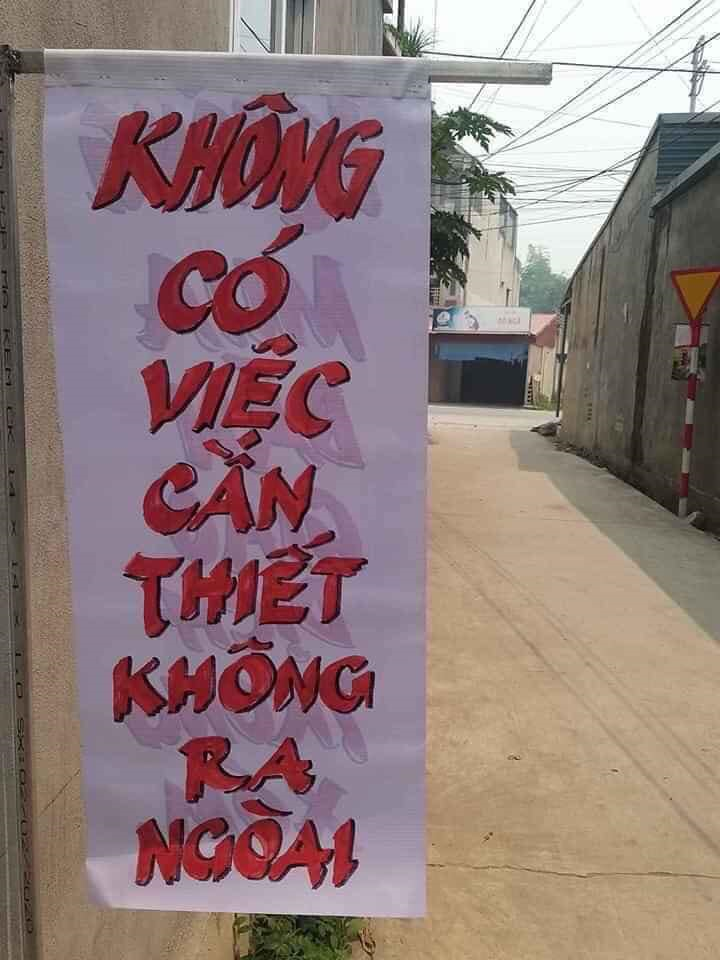 KHÔNG
CÓ
VIỆC
CẦN
THIẾT
KHÔNG
RA
NGOÀI